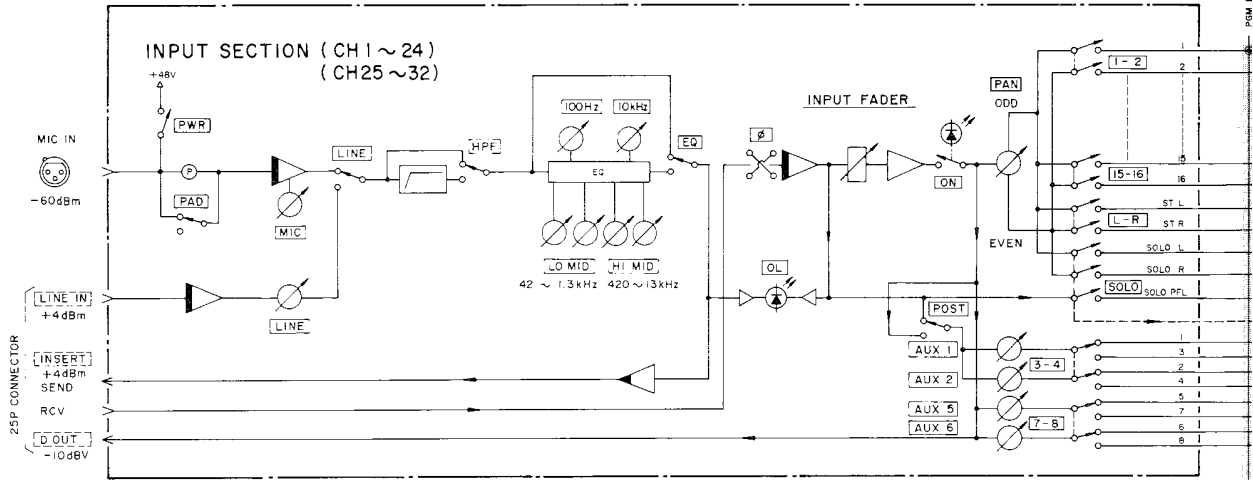 INPUT SECTION (CH1~24)
(CH25~32)
+48V
PWR
MIC IN
-60dBm
P
PAD
MIC
LINE
HPF
100Hz
10kHz
EQ
EQ
LO MID
HI MID
42 ~ 1.3kHz
420~13kHz
INPUT FADER
Ø
ON
OL
PAN
ODD
EVEN
PGM
1
1-2
2
15
15-16
16
ST L
L-R
ST R
SOLO L
SOLO R
SOLO
SOLO PFL
POST
AUX 1
AUX 2
AUX 5
AUX 6
3-4
7-8
1
3
2
4
5
7
6
8
25P CONNECTOR
LINE IN
+4dBm
LINE
INSERT
+4dBm
SEND
RCV
D.OUT
-10dBV